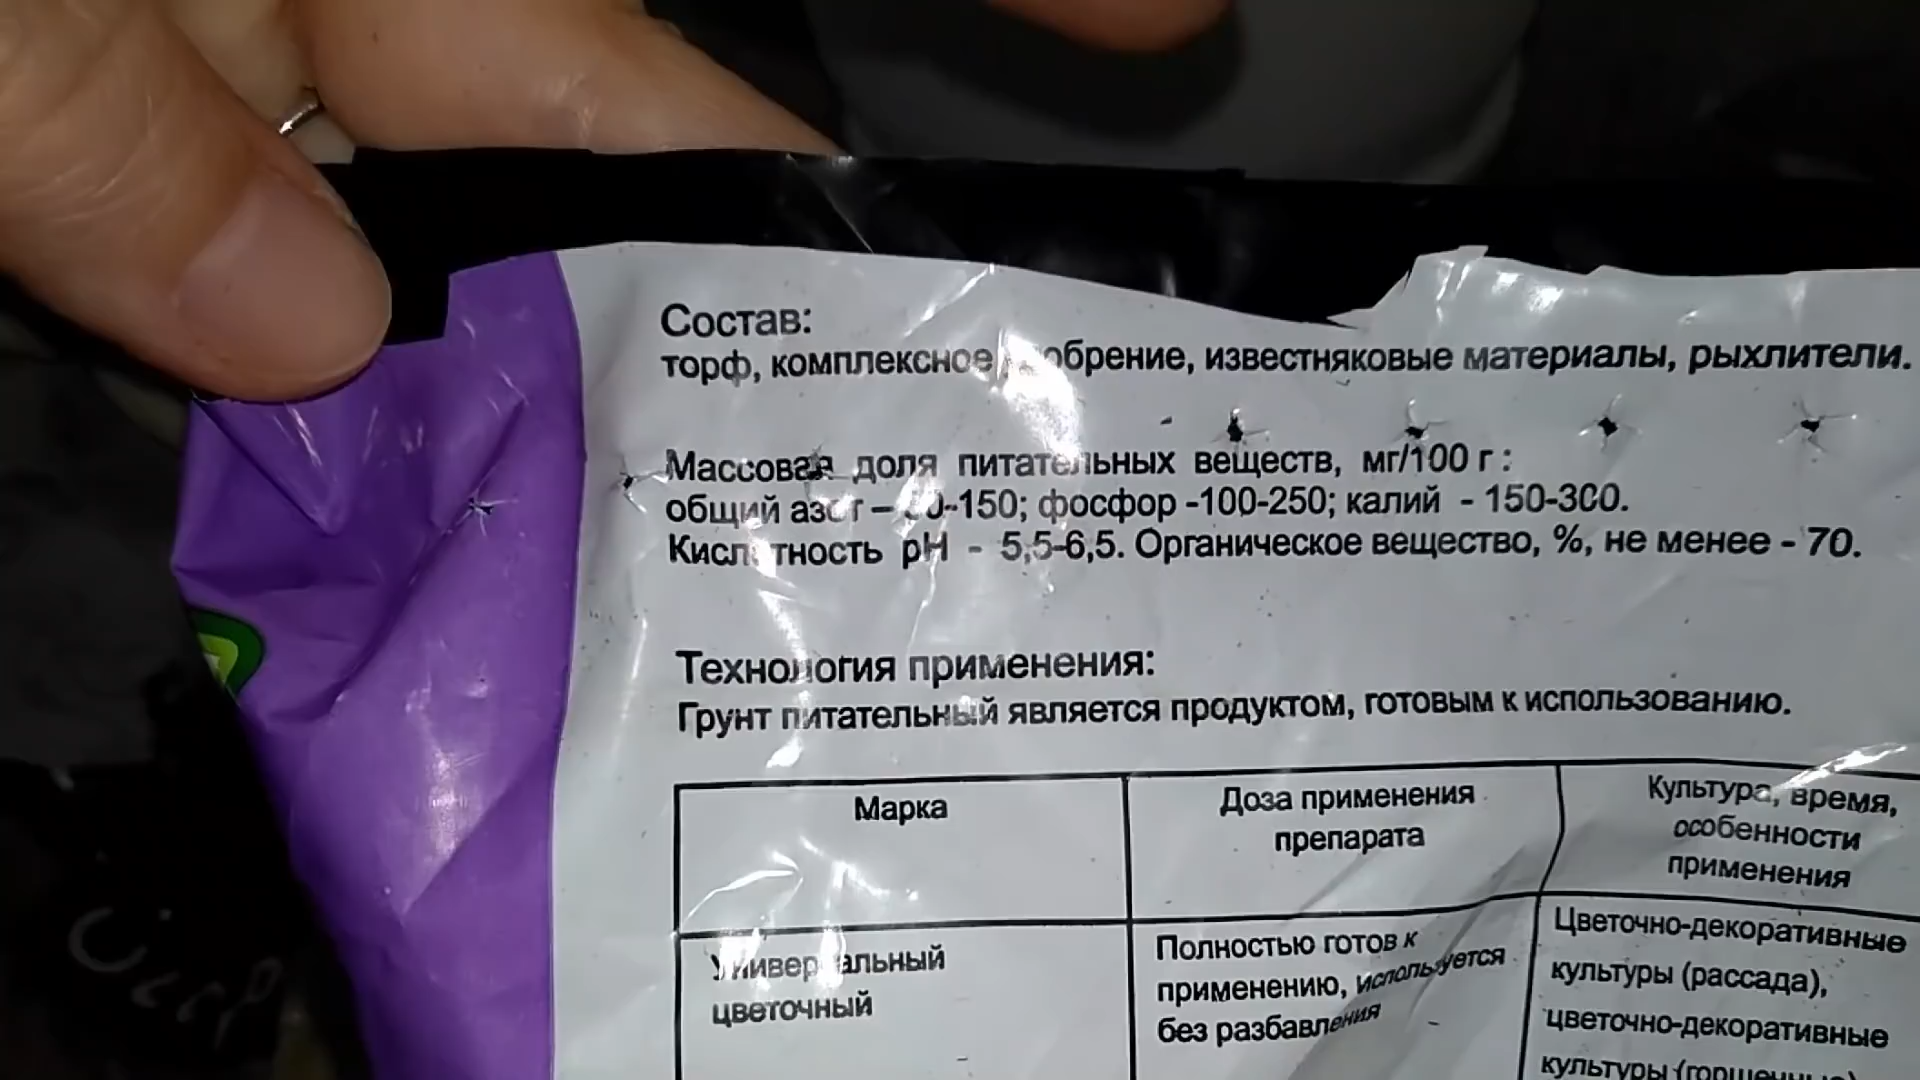 Состав:
торф, комплексное удобрение, известняковые материалы, рыхлители.
Массовая доля питательных веществ, мг/100 г :
общий азот – -150; фосфор -100-250; калий - 150-300.
Кислотность pH - 5,5-6,5. Органическое вещество, %, не менее - 70.
Технология применения:
Грунт питательный является продуктом, готовым к использованию.
Марка
Доза применения
препарата
Культура, время,
особенности
применения
Универсальный
цветочный
Полностью готов к
применению, используется
без разбавления
Цветочно-декоративные
культуры (рассада),
цветочно-декоративные
культуры (горшечные)